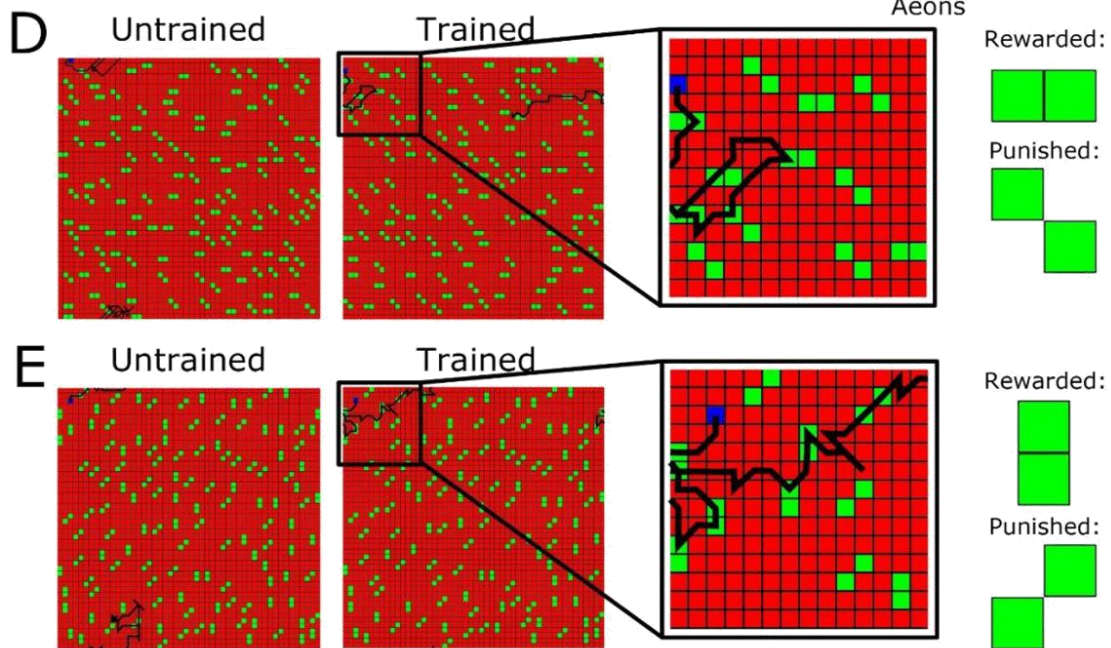 Aeons
D
Untrained
Trained
Rewarded:
Punished:
E
Untrained
Trained
Rewarded:
Punished: